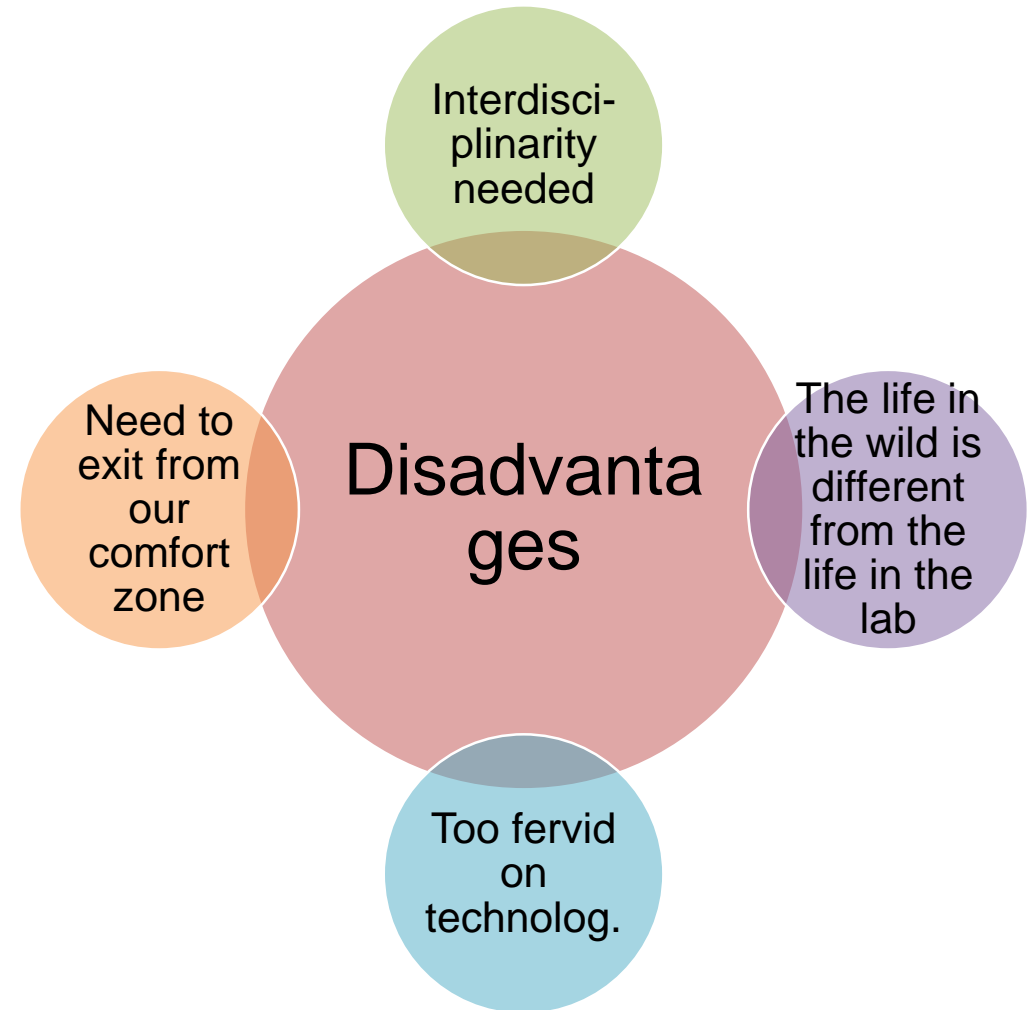 Interdisci-
plinarity
needed
Need to
exit from
our
comfort
zone
Disadvanta
ges
The life in
the wild is
different
from the
life in the
lab
Too fervid
on
technolog.